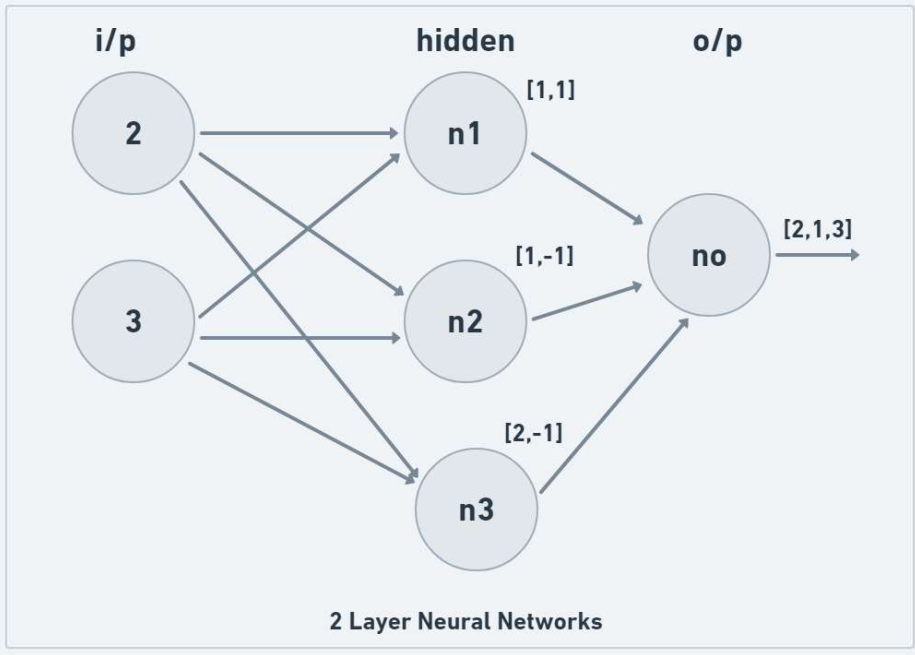 i/p
hidden
o/p
2
n1
[1,1]
3
n2
[1,-1]
no
[2,1,3]
n3
[2,-1]
2 Layer Neural Networks